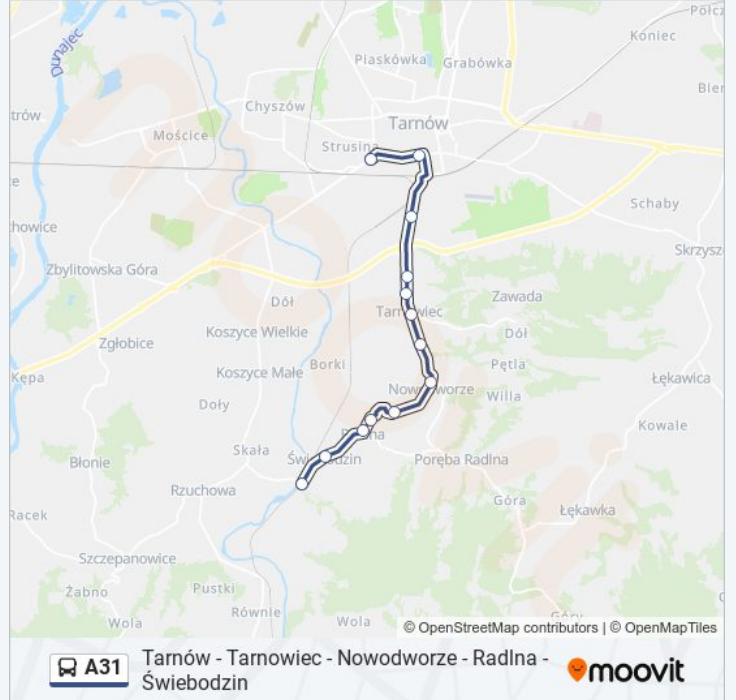 Połcz
Koniec
Dunajec
Piaskówka
Grabówka
Bier
Chyszów
trów
Tarnów
Mościce
Strusina
ce
Schaby
chowice
Skrzysz
Zbylitowska Góra
Zawada
Dół
Tarnowiec
Koszyce Wielkie
Dół
Zgłobice
Borki
Pętla
Koszyce Małe
Kępa
Łękawica
Nowodworze
Willa
Doły
Kowale
Radlna
Skała
Świebodzin
Poręba Radlna
Błonie
Rzuchowa
Góra
Łękawka
Racek
Szczepanowice
Żabno
Pustki
Równie
Góry
Wola
Wola
© OpenStreetMap contributors | © OpenMapTiles
A31
Tarnów - Tarnowiec - Nowodworze - Radlna -
Świebodzin
moovit